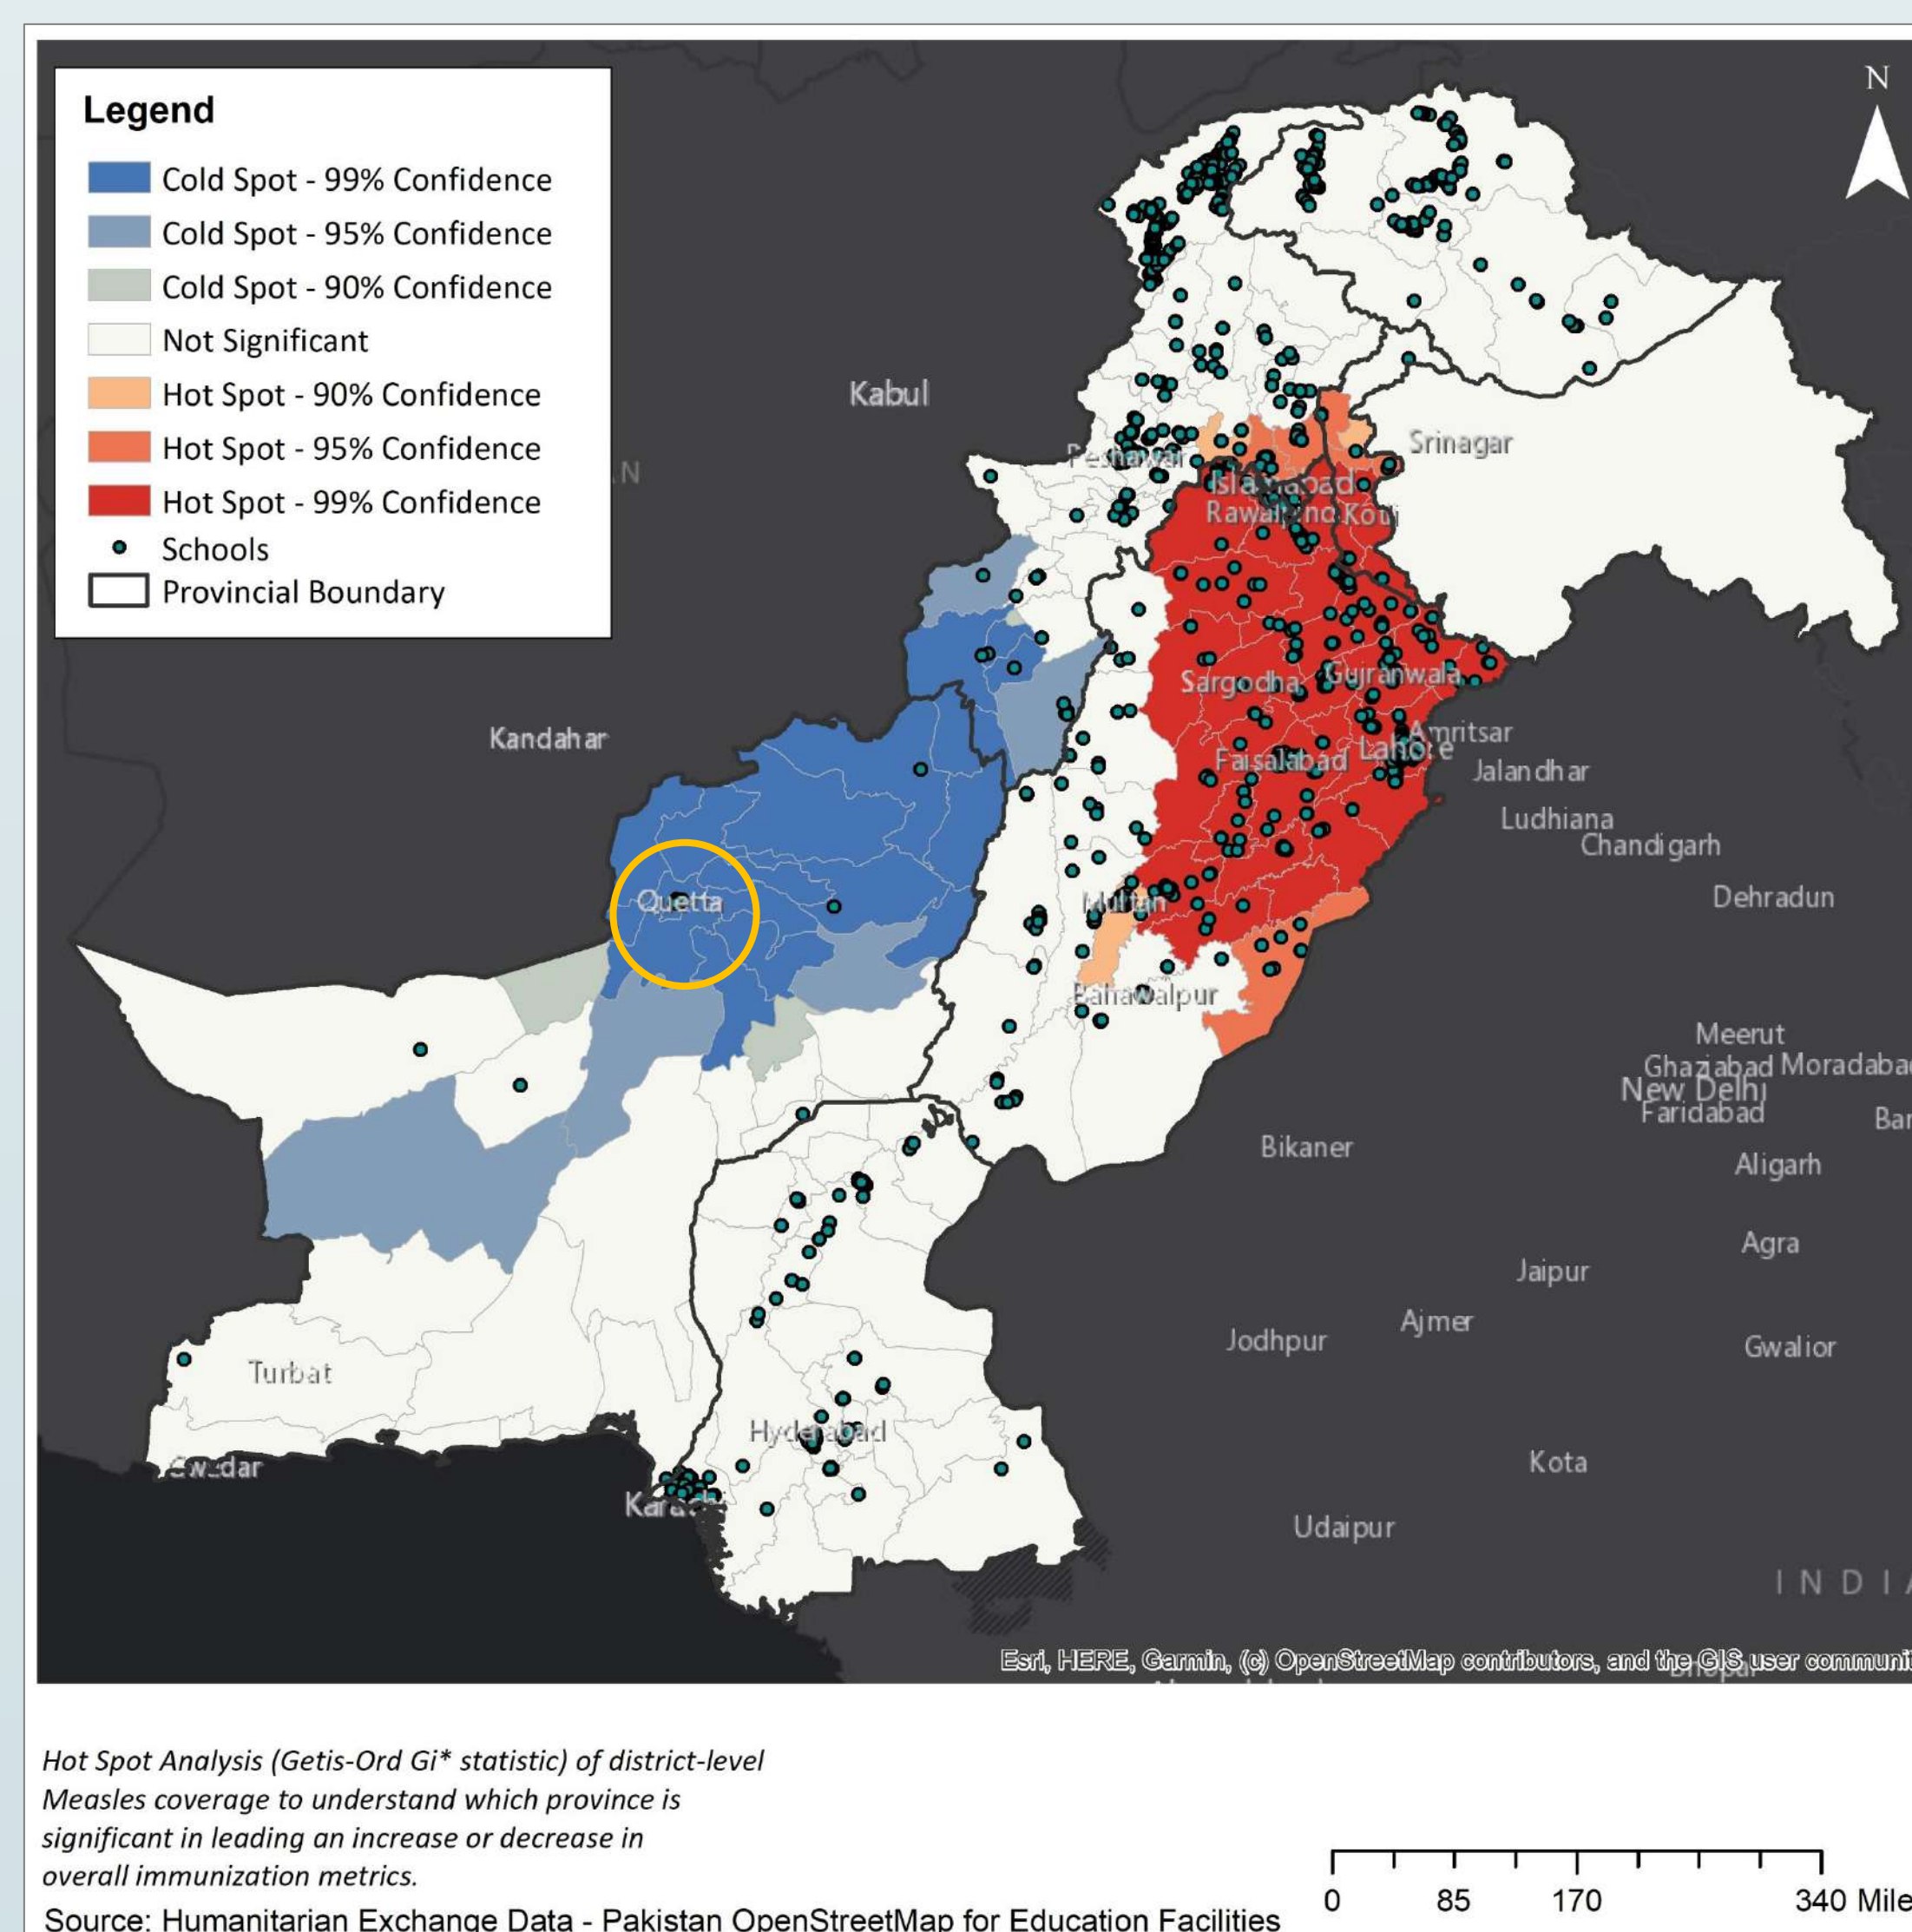 Legend
Cold Spot - 99% Confidence
Cold Spot - 95% Confidence
Cold Spot - 90% Confidence
Not Significant
Hot Spot - 90% Confidence
Hot Spot - 95% Confidence
Hot Spot - 99% Confidence
Schools
Provincial Boundary
N
Kabul
Srinagar
Peshawar
N
Islamabad
Kotli
Sargodha
Gujranwala
Kandahar
Amritsar
Lahore
Faisalabad
Jalandhar
Ludhiana
Chandigarh
Quetta
Multan
Dehradun
Bahawalpur
Meerut
Ghaziabad
New Delhi
Faridabad
Bikaner
Aligarh
Agra
Jaipur
Ajmer
Jodhpur
Gwalior
Turbat
Hyderabad
Kota
Udaipur
INDI
Esri, HERE, Garmin, (c) OpenStreetMap contributors, and the GIS user communit
Hot Spot Analysis (Getis-Ord Gi* statistic) of district-level
Measles coverage to understand which province is
significant in leading an increase or decrease in
overall immunization metrics.
0 85 170 340 Mile
Source: Humanitarian Exchange Data - Pakistan OpenStreetMap for Education Facilities